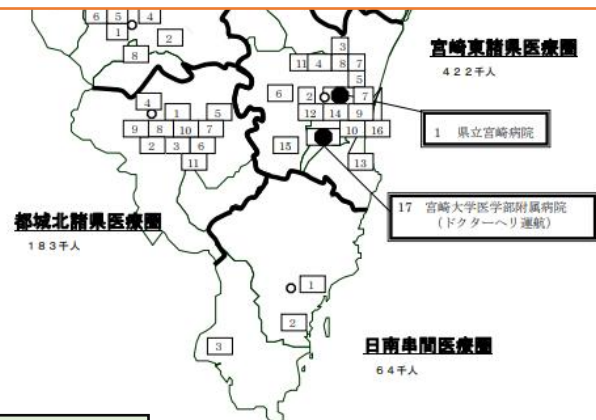 6 5 4
1
2
8
3
11 4 8 7
5
6 2 7
12 14 9
10 16
15
13
宮崎東諸県医療圏
422千人
1 県立宮崎病院
17 宮崎大学医学部附属病院
(ドクターヘリ運航)
4
1 5
9 8 10 7
2 3 6
11
都城北諸県医療圏
183千人
1
2
3
日南串間医療圏
64千人